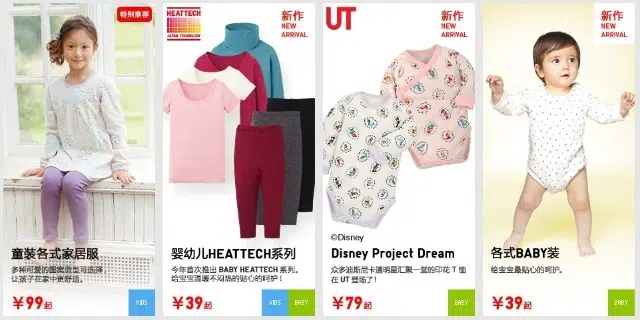 特别推荐
童装各式家居服
多种可爱的图案造型可选择
让孩子在家中更舒适。
￥99起
KIDS
HEATTECH
JAPAN TECHNOLOGY
新作
NEW
ARRIVAL
婴幼儿HEATTECH系列
今年首次推出 BABY HEATTECH 系列。
给宝宝温暖不闷热的贴心的呵护！
￥39起
KIDS
BABY
UT
新作
NEW
ARRIVAL
©Disney
Disney Project Dream
众多迪斯尼卡通明星汇聚一堂的印花 T 恤
在 UT 登场了！
￥79起
BABY
新作
NEW
ARRIVAL
各式BABY装
给宝宝最贴心的呵护。
￥39起
BABY